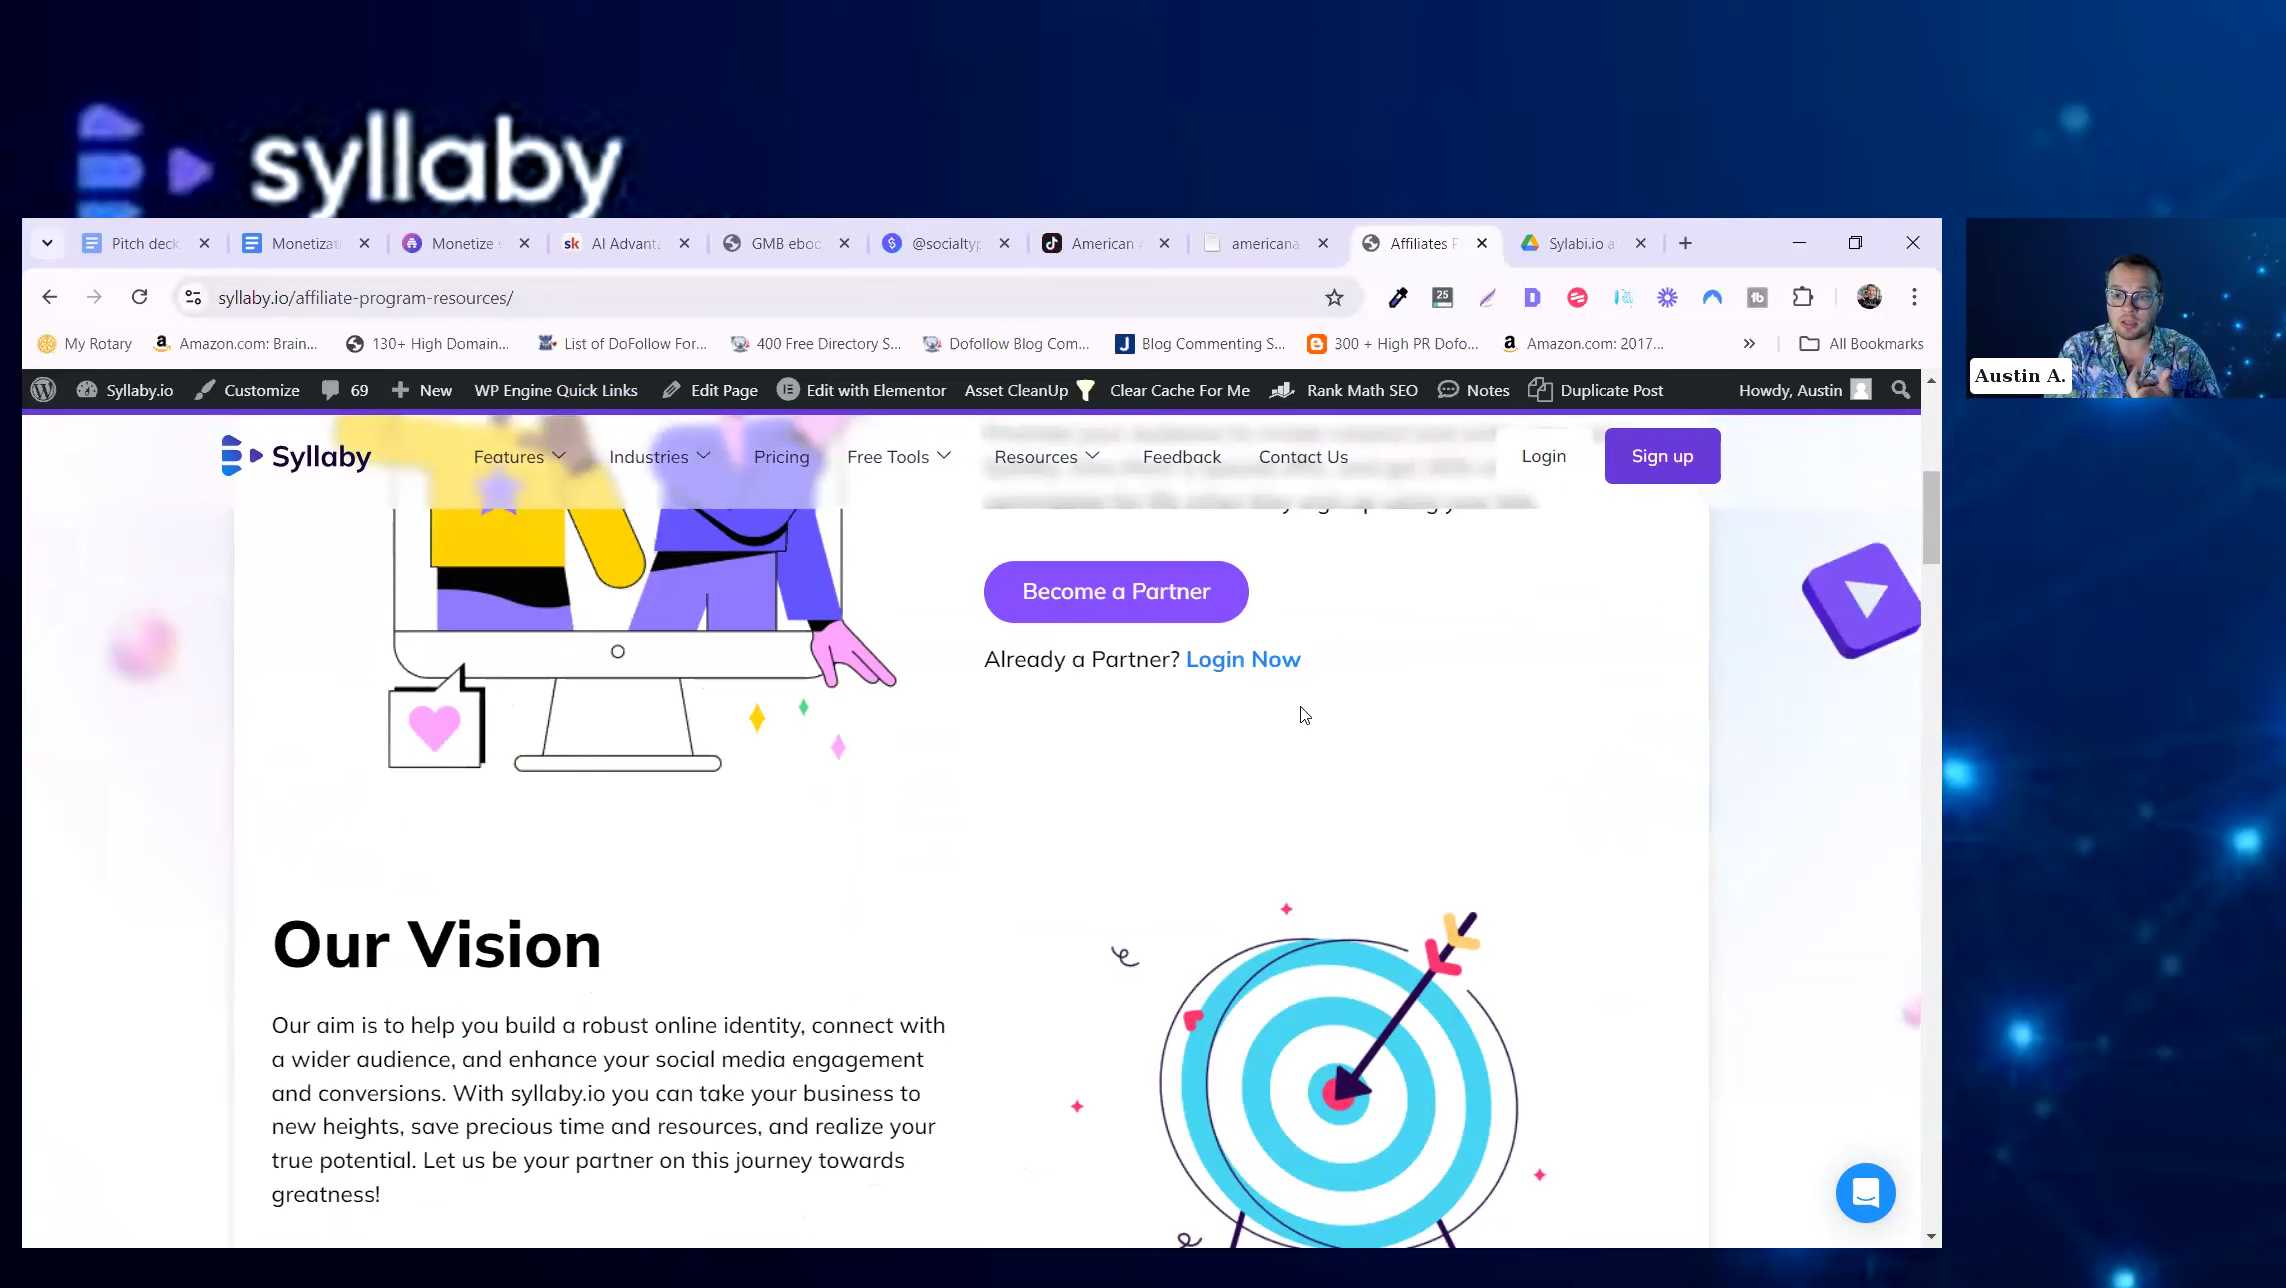 syllaby
Pitch deck
Monetizat
Monetize
sk
AI Advant
GMB eboo
@socialtyp
American
americana
Affiliates P
Sylabi.io a
syllaby.io/affiliate-program-resources/
25
My Rotary
Amazon.com: Brain...
130+ High Domain...
List of DoFollow For...
400 Free Directory S...
Dofollow Blog Com...
Blog Commenting S...
300 + High PR Dofo...
Amazon.com: 2017...
All Bookmarks
Austin A.
Syllaby.io
Customize
69
New
WP Engine Quick Links
Edit Page
Edit with Elementor
Asset CleanUp
Clear Cache For Me
Rank Math SEO
Notes
Duplicate Post
Howdy, Austin
Syllaby
Features
Industries
Pricing
Free Tools
Resources
Feedback
Contact Us
Login
Sign up
Become a Partner
Already a Partner? Login Now
Our Vision
Our aim is to help you build a robust online identity, connect with
a wider audience, and enhance your social media engagement
and conversions. With syllaby.io you can take your business to
new heights, save precious time and resources, and realize your
true potential. Let us be your partner on this journey towards
greatness!